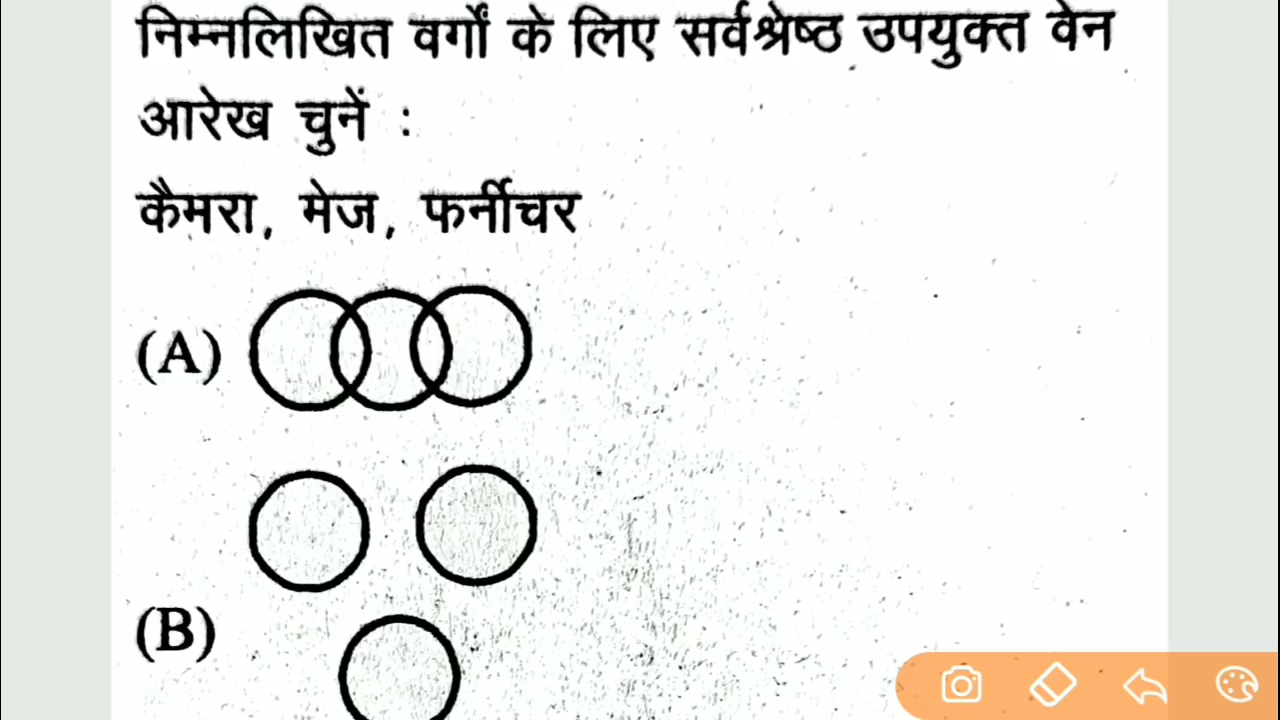 निम्नलिखित वर्गों के लिए सर्वश्रेष्ठ उपयुक्त वेन
आरेख चुनें :
कैमरा, मेज, फर्नीचर
(A)
(B)